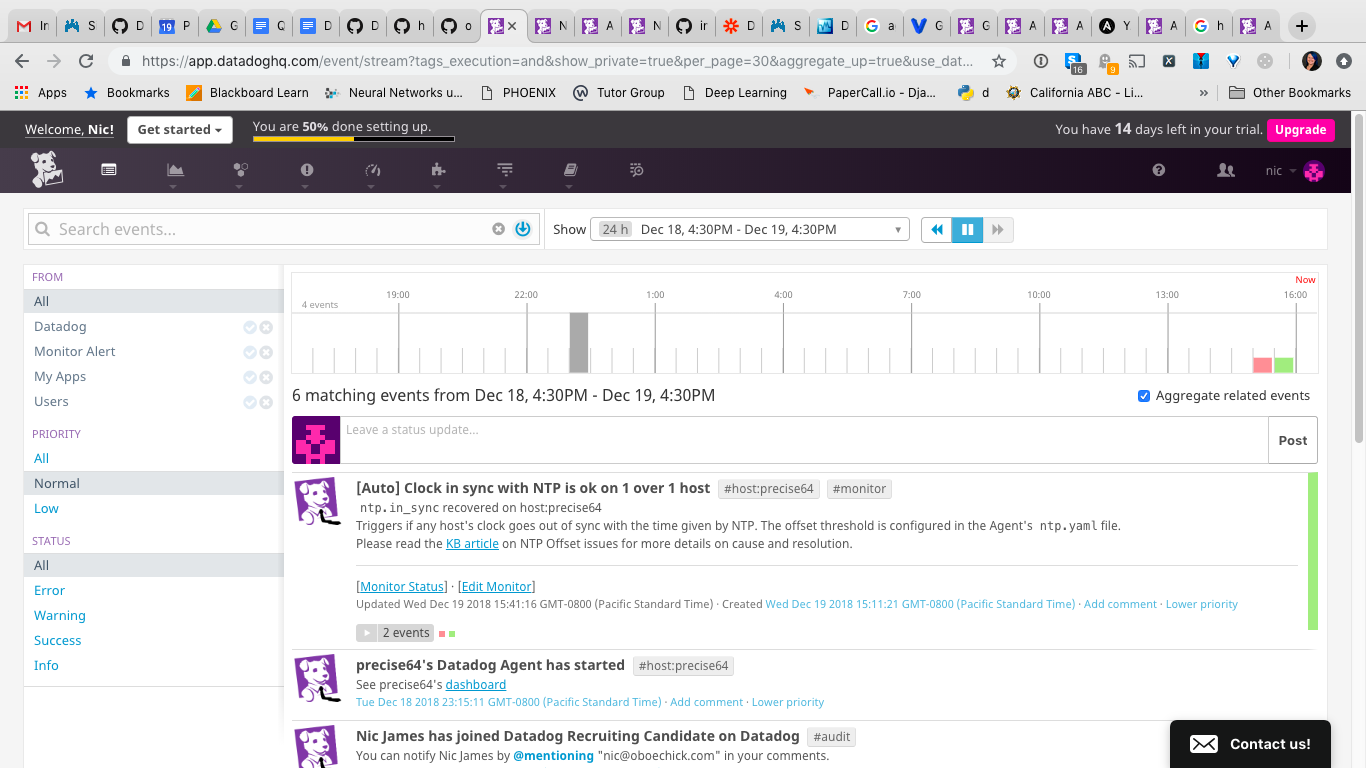 In S D 19 P G Q D D h o N A N ir D S D a G G A A Y A h A
https://app.datadoghq.com/event/stream?tags_execution=and&show_private=true&per_page=30&aggregate_up=true&use_dat...
16 9
Apps Bookmarks Blackboard Learn Neural Networks u... PHOENIX Tutor Group Deep Learning PaperCall.io - Dja... d California ABC - Li... » Other Bookmarks
Welcome, Nic! Get started You are 50% done setting up. You have 14 days left in your trial. Upgrade
nic
Search events... Show 24 h Dec 18, 4:30PM - Dec 19, 4:30PM
FROM
All
Datadog
Monitor Alert
My Apps
Users
PRIORITY
All
Normal
Low
STATUS
All
Error
Warning
Success
Info
Now
4 events 19:00 22:00 1:00 4:00 7:00 10:00 13:00 16:00
6 matching events from Dec 18, 4:30PM - Dec 19, 4:30PM Aggregate related events
Leave a status update... Post
[Auto] Clock in sync with NTP is ok on 1 over 1 host #host:precise64 #monitor
ntp.in_sync recovered on host:precise64
Triggers if any host's clock goes out of sync with the time given by NTP. The offset threshold is configured in the Agent's ntp.yaml file.
Please read the KB article on NTP Offset issues for more details on cause and resolution.
[Monitor Status] · [Edit Monitor]
Updated Wed Dec 19 2018 15:41:16 GMT-0800 (Pacific Standard Time) · Created Wed Dec 19 2018 15:11:21 GMT-0800 (Pacific Standard Time) · Add comment · Lower priority
2 events
precise64's Datadog Agent has started #host:precise64
See precise64's dashboard
Tue Dec 18 2018 23:15:11 GMT-0800 (Pacific Standard Time) · Add comment · Lower priority
Nic James has joined Datadog Recruiting Candidate on Datadog #audit
You can notify Nic James by @mentioning "nic@oboechick.com" in your comments.
Contact us!